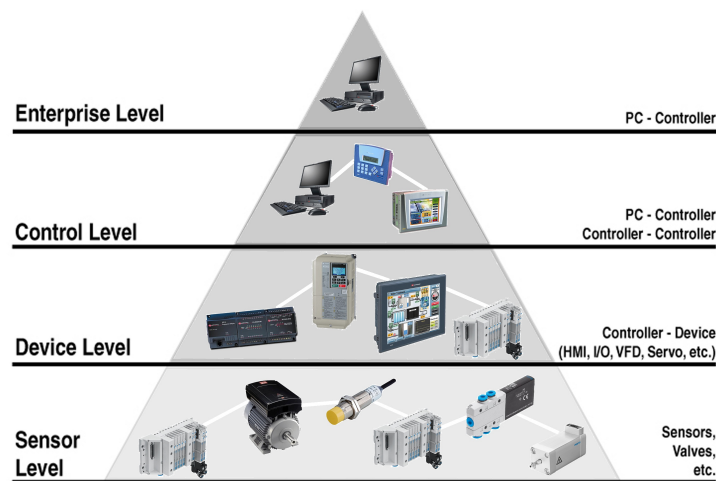 Enterprise Level
PC - Controller
Control Level
PC - Controller
Controller - Controller
Device Level
Controller - Device
(HMI, I/O, VFD, Servo, etc.)
Sensor
Level
Sensors,
Valves,
etc.